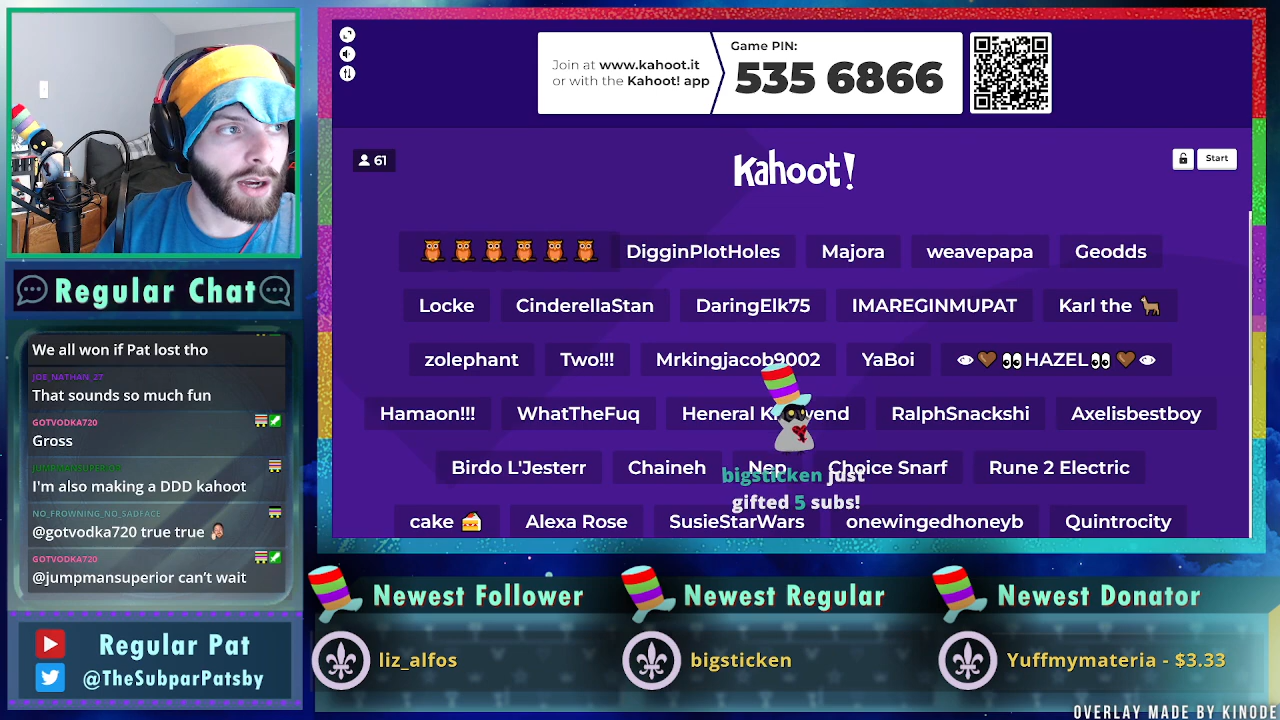 Join at www.kahoot.it
or with the Kahoot! app
Game PIN:
535 6866
61
Kahoot!
Start
🦉🦉🦉🦉🦉🦉 DigginPlotHoles Majora weavepapa Geodds
Locke CinderellaStan DaringElk75 IMAREGINMUPAT Karl the 🐕
zolephant Two!!! Mrkingjacob9002 YaBoi 👁️🤎👀HAZEL👀🤎👁️
Hamaon!!! WhatTheFuq Heneral RalphSnackshi Axelisbestboy
Birdo L'Jesterr Chaineh Nep Choice Snarf Rune 2 Electric
bigsticken just
gifted 5 subs!
cake 🍰 Alexa Rose SusieStarWars onewingedhoneyb Quintrocity
Regular Chat
We all won if Pat lost tho
JOE_NATHAN_ZT
That sounds so much fun
GOTVODKA720
Gross
I'm also making a DDD kahoot
NO_FROWNING_NO_SADFACE
@gotvodka720 true true
GOTVODKA720
@jumpmansuperior can't wait
Regular Pat
@TheSubparPatsby
Newest Follower
liz_alfos
Newest Regular
bigsticken
Newest Donator
Yuffmymateria - $3.33
OVERLAY MADE BY KINODE